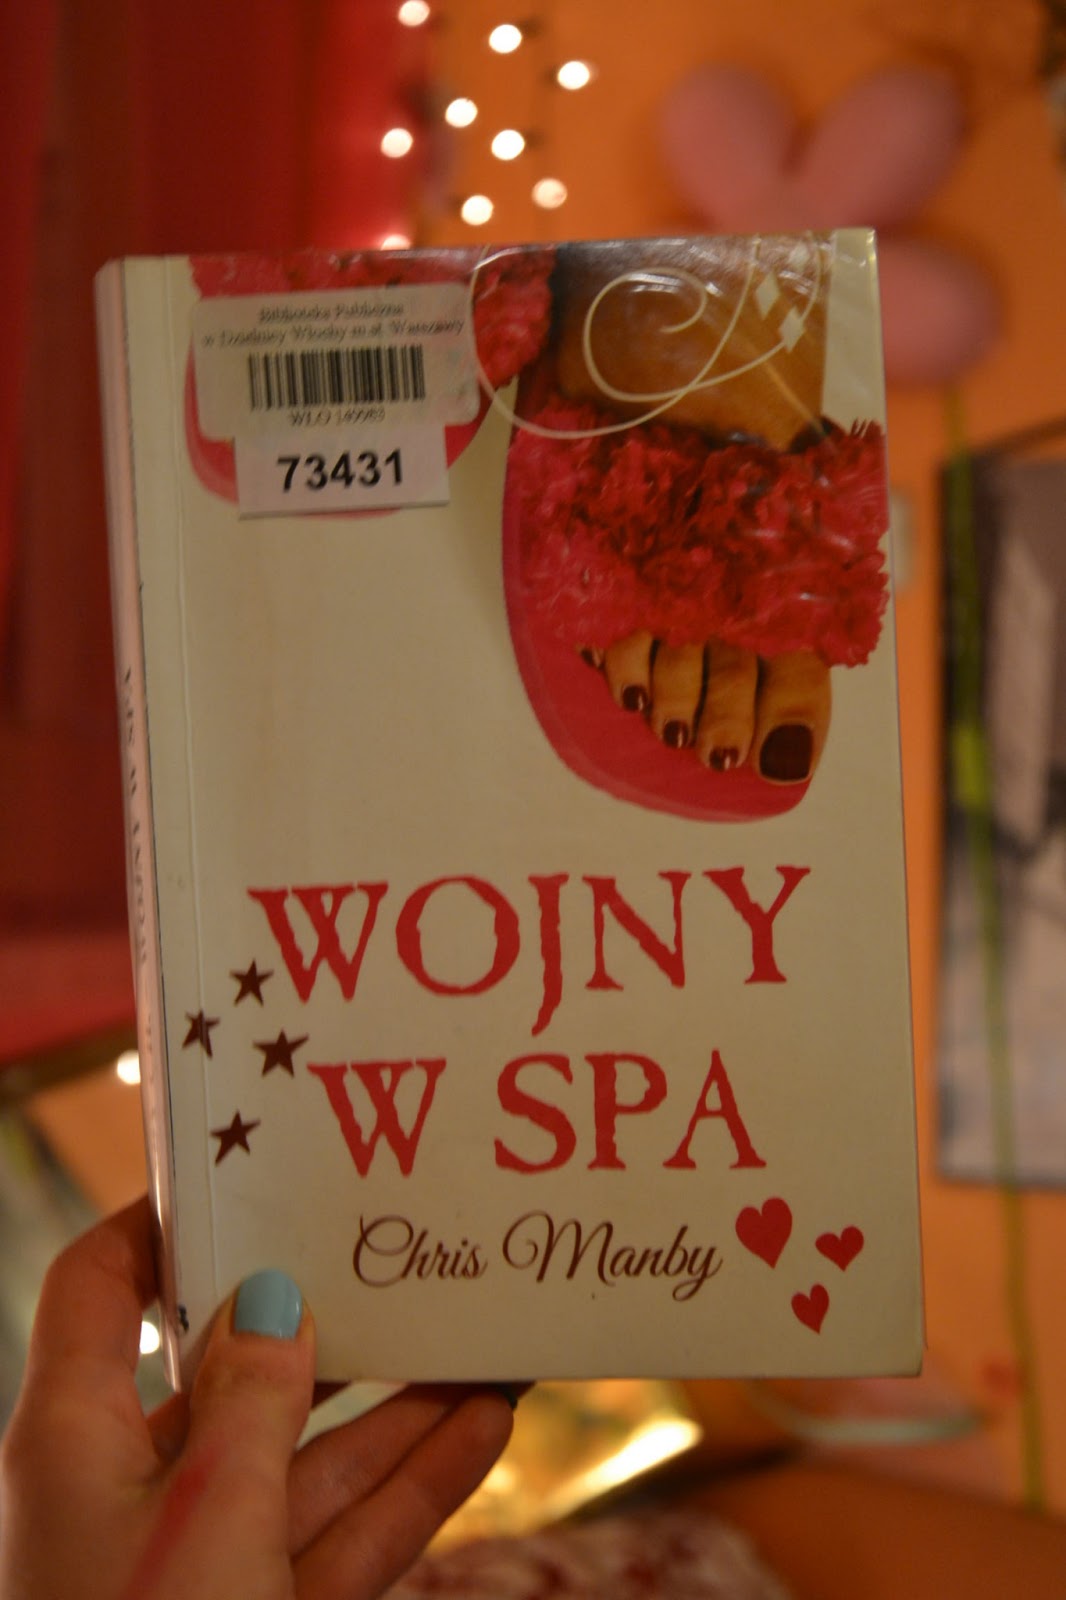 Biblioteka Publiczna
w Dzielnicy Włochy m.st. Warszawy
73431
WOJNY
W SPA
Chris Manby